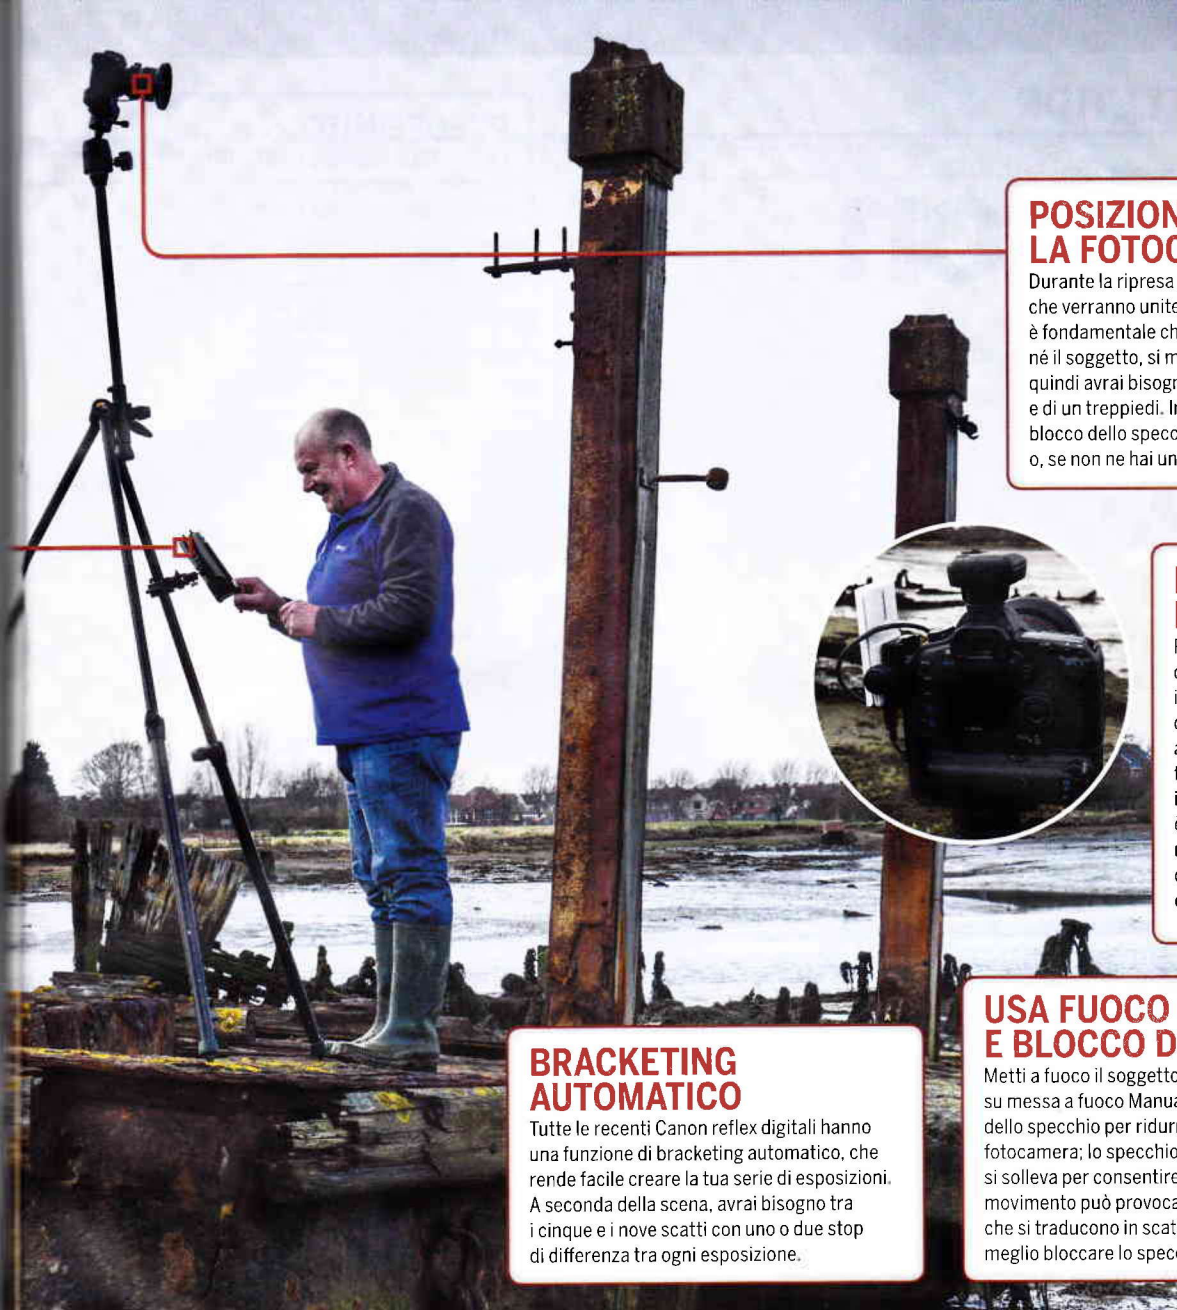 POSIZION
LA FOTOC
Durante la ripresa
che verranno unite
è fondamentale ch
né il soggetto, si m
quindi avrai bisogn
e di un treppiedi. In
blocco dello specc
o, se non ne hai un
BRACKETING
AUTOMATICO
Tutte le recenti Canon reflex digitali hanno
una funzione di bracketing automatico, che
rende facile creare la tua serie di esposizioni.
A seconda della scena, avrai bisogno tra
i cinque e i nove scatti con uno o due stop
di differenza tra ogni esposizione.
USA FUOCO
E BLOCCO D
Metti a fuoco il soggetto
su messa a fuoco Manua
dello specchio per ridurr
fotocamera; lo specchio
si solleva per consentire
movimento può provoca
che si traducono in scat
meglio bloccare lo specc